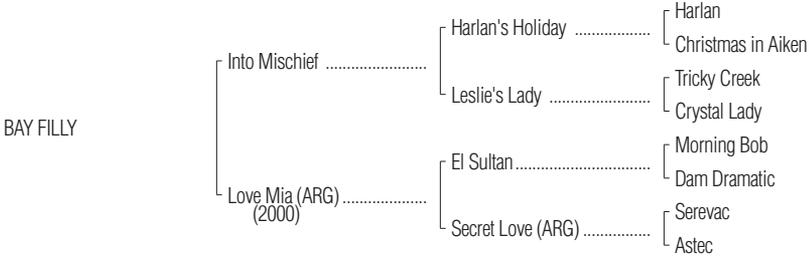 Harlan
Harlan's Holiday ..................
Christmas in Aiken
Into Mischief ........................
Tricky Creek
Leslie's Lady ........................
Crystal Lady
BAY FILLY
Morning Bob
El Sultan................................
Dam Dramatic
Love Mia (ARG) ....................
(2000)
Serevac
Secret Love (ARG) ................
Astec